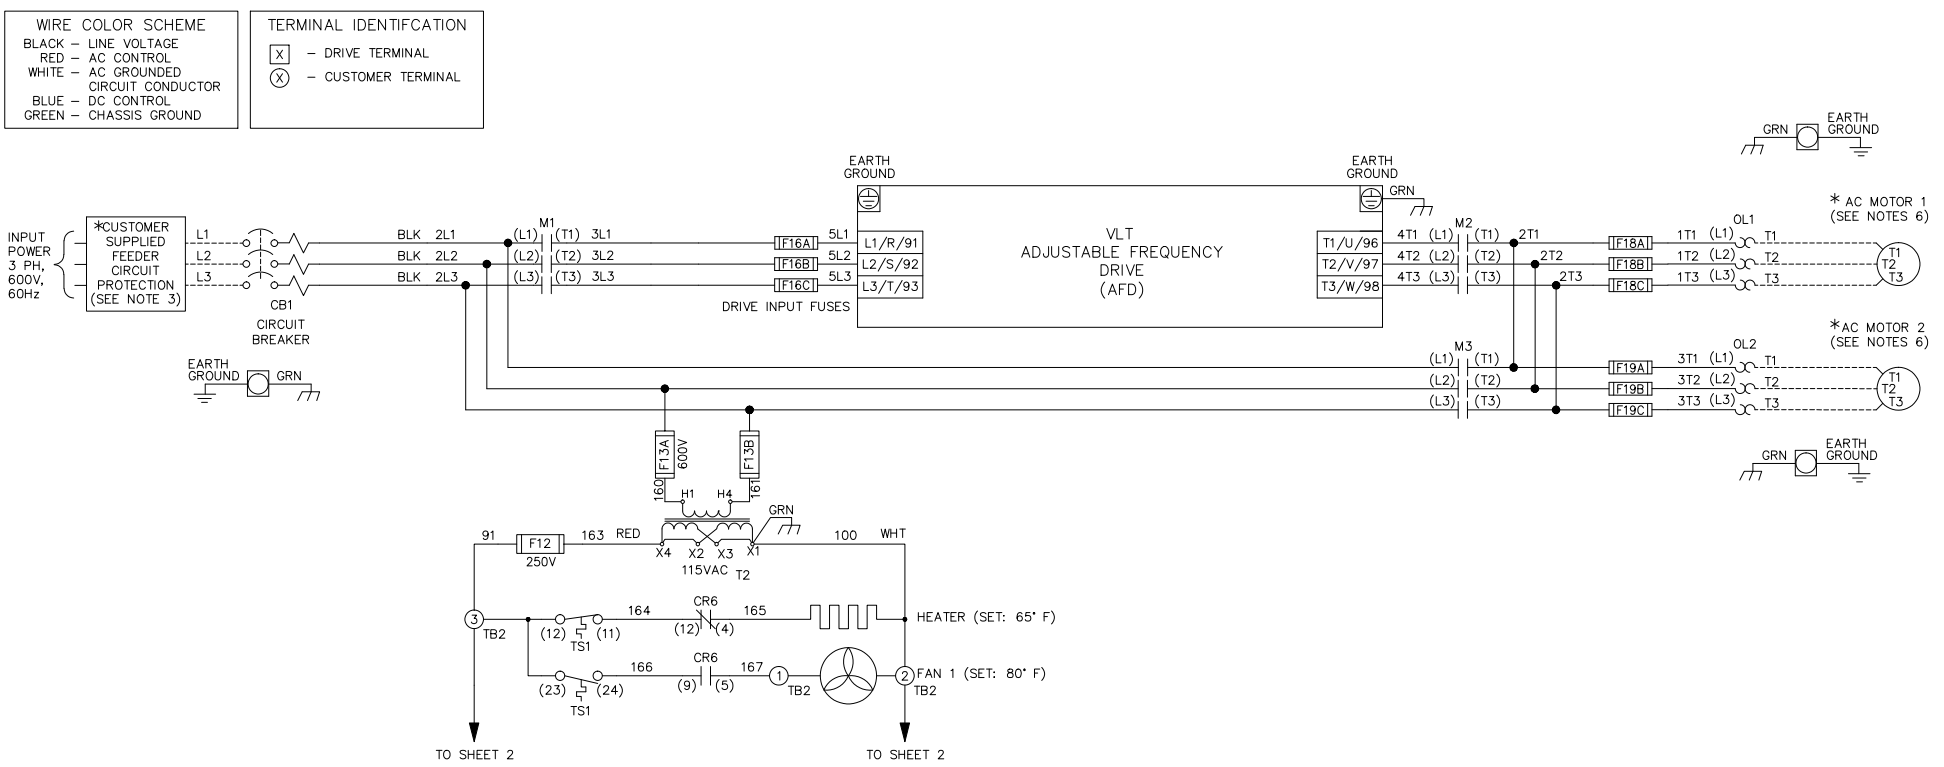 WIRE COLOR SCHEME
BLACK – LINE VOLTAGE
RED – AC CONTROL
WHITE – AC GROUNDED
CIRCUIT CONDUCTOR
BLUE – DC CONTROL
GREEN – CHASSIS GROUND
TERMINAL IDENTIFCATION
X – DRIVE TERMINAL
X – CUSTOMER TERMINAL
INPUT
POWER
3 PH,
600V,
60Hz
*CUSTOMER
SUPPLIED
FEEDER
CIRCUIT
PROTECTION
(SEE NOTE 3)
L1
L2
L3
CB1
CIRCUIT
BREAKER
EARTH
GROUND
GRN
BLK 2L1
BLK 2L2
BLK 2L3
M1
(L1) (T1) 3L1
(L2) (T2) 3L2
(L3) (T3) 3L3
F16A
F16B
F16C
DRIVE INPUT FUSES
5L1
5L2
5L3
EARTH
GROUND
L1/R/91
L2/S/92
L3/T/93
VLT
ADJUSTABLE FREQUENCY
DRIVE
(AFD)
EARTH
GROUND
GRN
T1/U/96
T2/V/97
T3/W/98
M2
4T1 (L1) (T1) 2T1
4T2 (L2) (T2) 2T2
4T3 (L3) (T3) 2T3
F18A
F18B
F18C
OL1
1T1 (L1) T1
1T2 (L2) T2
1T3 (L3) T3
GRN
EARTH
GROUND
* AC MOTOR 1
(SEE NOTES 6)
T1
T2
T3
M3
(L1) (T1)
(L2) (T2)
(L3) (T3)
F19A
F19B
F19C
OL2
3T1 (L1) T1
3T2 (L2) T2
3T3 (L3) T3
*AC MOTOR 2
(SEE NOTES 6)
T1
T2
T3
GRN
EARTH
GROUND
F13A
600V
F13B
160
161
H1 H4
GRN
91
F12
250V
163 RED
X4 X2 X3 X1
115VAC T2
100 WHT
3
TB2
(12) (11)
TS1
164
CR6
(12) (4)
165
HEATER (SET: 65° F)
(23) (24)
TS1
166
CR6
(9) (5)
167
1
TB2
2
TB2
FAN 1 (SET: 80° F)
TO SHEET 2
TO SHEET 2